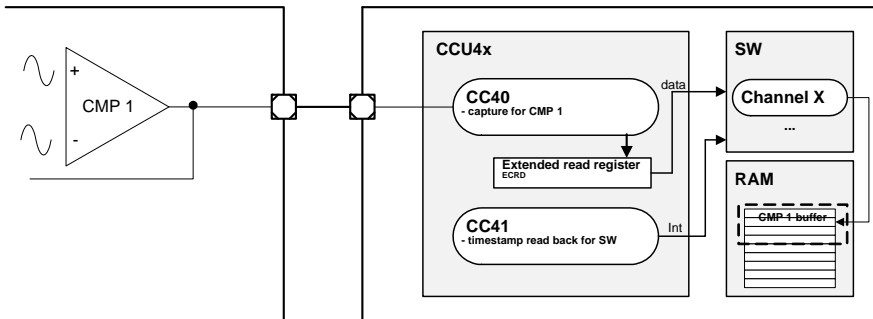 +
CMP 1
-
CCU4x
CC40
- capture for CMP 1
data
Extended read register
ECRD
CC41
- timestamp read back for SW
Int
SW
Channel X
...
RAM
CMP 1 buffer